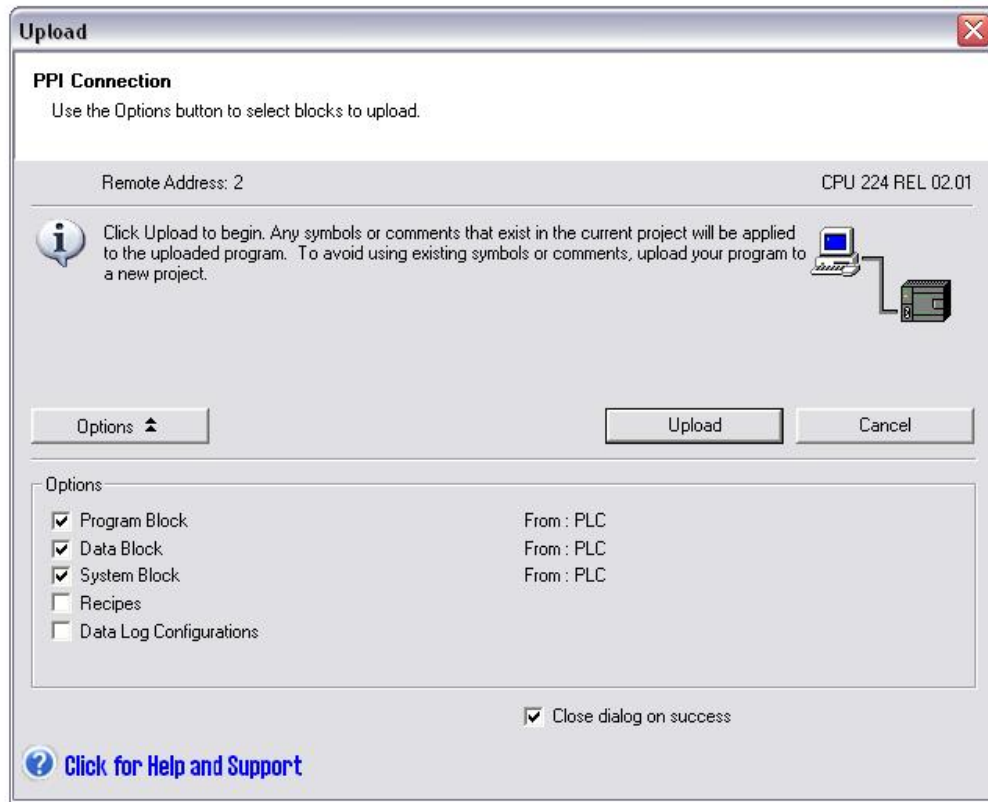 Upload
PPI Connection
Use the Options button to select blocks to upload.
Remote Address: 2
CPU 224 REL 02.01
Click Upload to begin. Any symbols or comments that exist in the current project will be applied
to the uploaded program. To avoid using existing symbols or comments, upload your program to
a new project.
Options
Upload
Cancel
Options
Program Block
From : PLC
Data Block
From : PLC
System Block
From : PLC
Recipes
Data Log Configurations
Close dialog on success
Click for Help and Support